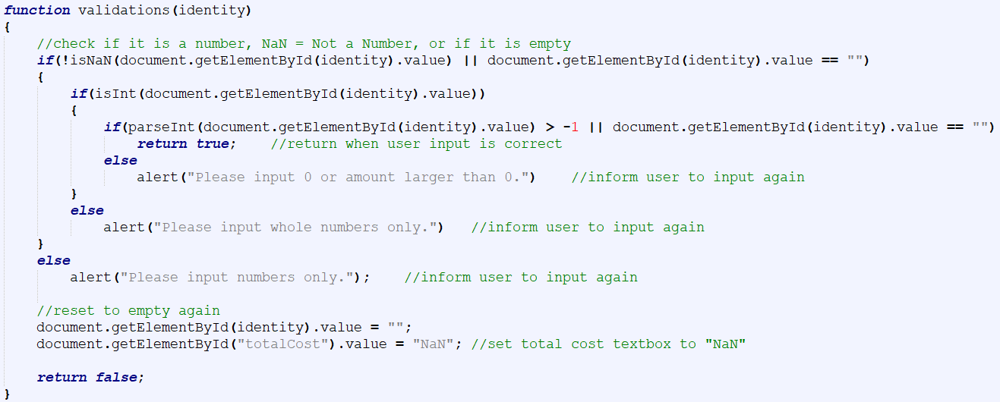 function validations(identity)
{
    //check if it is a number, NaN = Not a Number, or if it is empty
    if(!isNaN(document.getElementById(identity).value) || document.getElementById(identity).value == "")
    {
        if(isInt(document.getElementById(identity).value))
        {
            if(parseInt(document.getElementById(identity).value) > -1 || document.getElementById(identity).value == "")
                return true;    //return when user input is correct
            else
                alert("Please input 0 or amount larger than 0.")    //inform user to input again
        }
        else
            alert("Please input whole numbers only.")   //inform user to input again
    }
    else
        alert("Please input numbers only.");    //inform user to input again

    //reset to empty again
    document.getElementById(identity).value = "";
    document.getElementById("totalCost").value = "NaN"; //set total cost textbox to "NaN"

    return false;
}